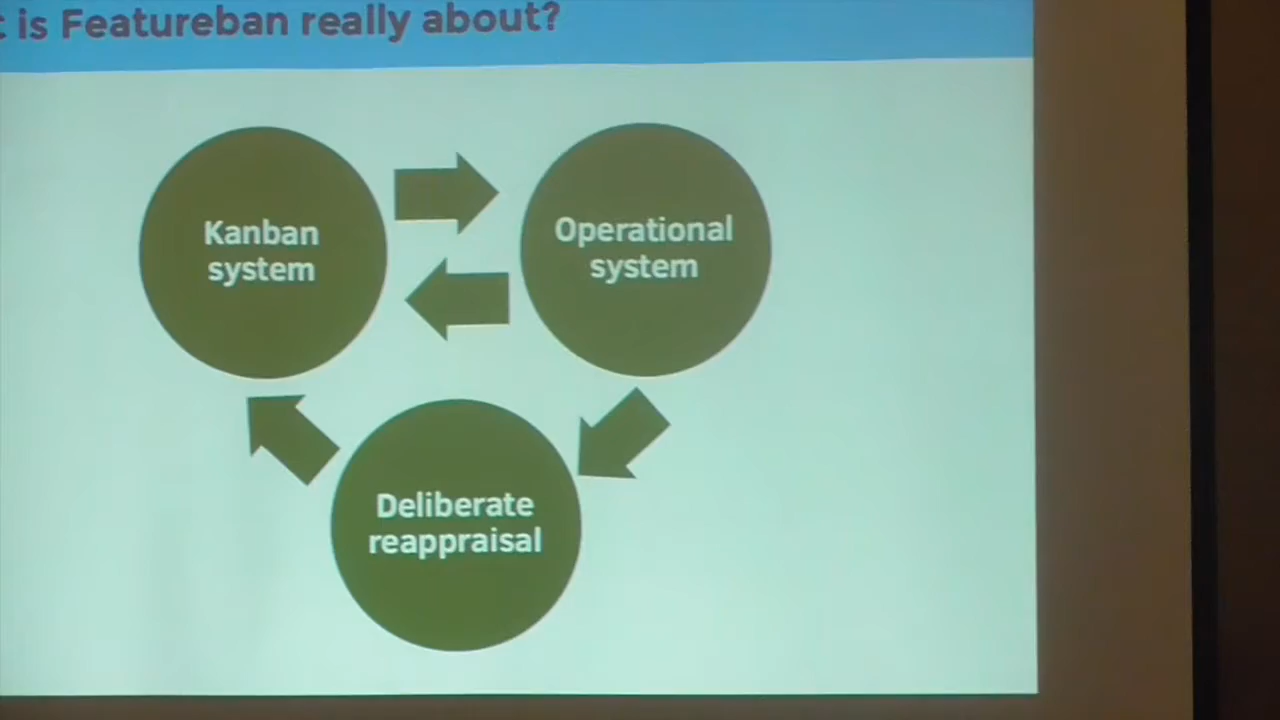 is Featureban really about?
Kanban
system
Operational
system
Deliberate
reappraisal